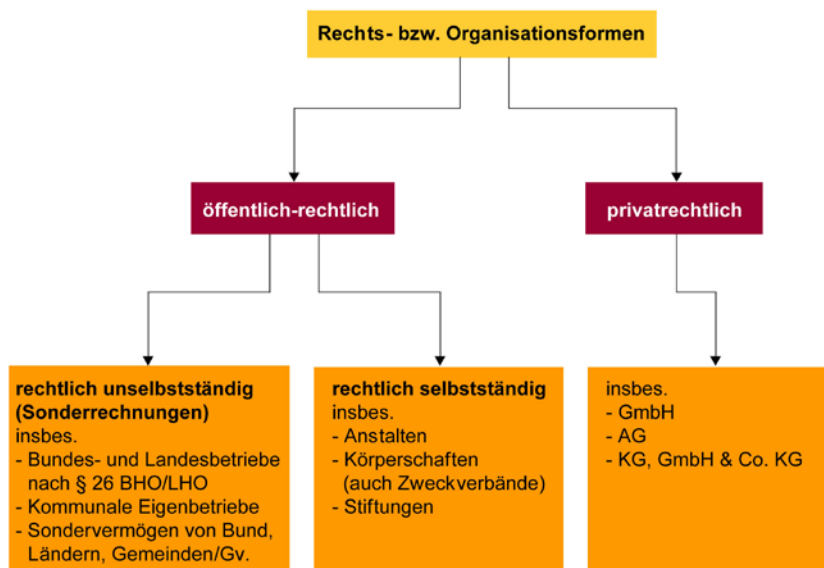 Rechts- bzw. Organisationsformen
öffentlich-rechtlich
privatrechtlich
rechtlich unselbstständig
(Sonderrechnungen)
insbes.
- Bundes- und Landesbetriebe
nach § 26 BHO/LHO
- Kommunale Eigenbetriebe
- Sondervermögen von Bund,
Ländern, Gemeinden/Gv.
rechtlich selbstständig
insbes.
- Anstalten
- Körperschaften
(auch Zweckverbände)
- Stiftungen
insbes.
- GmbH
- AG
- KG, GmbH & Co. KG